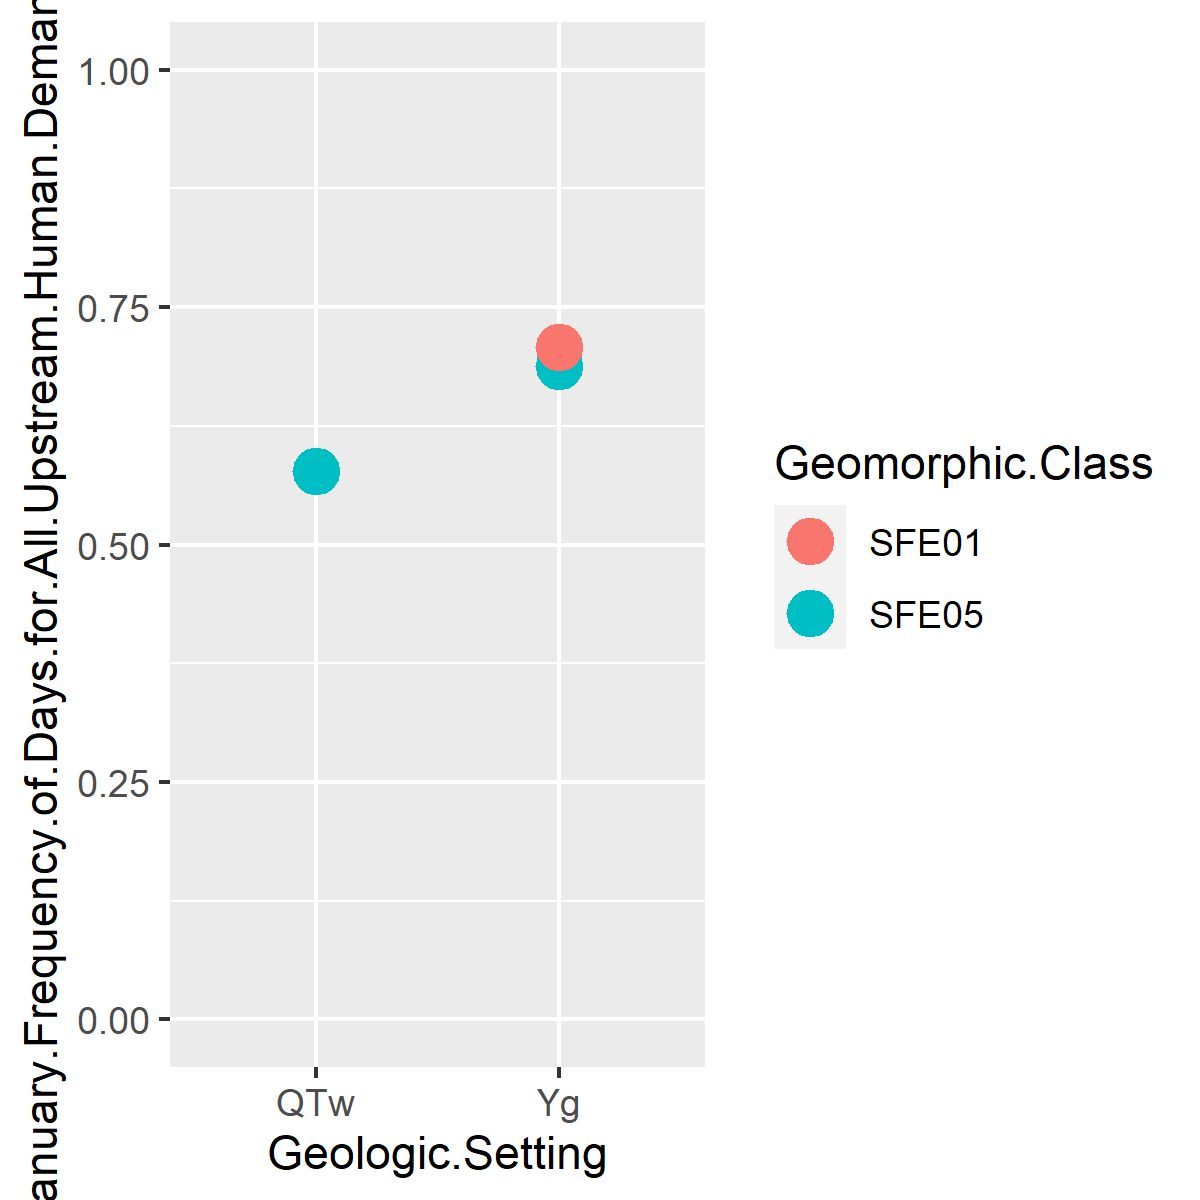 anuary.Frequency.of.Days.for.All.Upstream.Human.Deman
1.00
0.75
0.50
0.25
0.00
QTw
Yg
Geologic.Setting
Geomorphic.Class
SFE01
SFE05